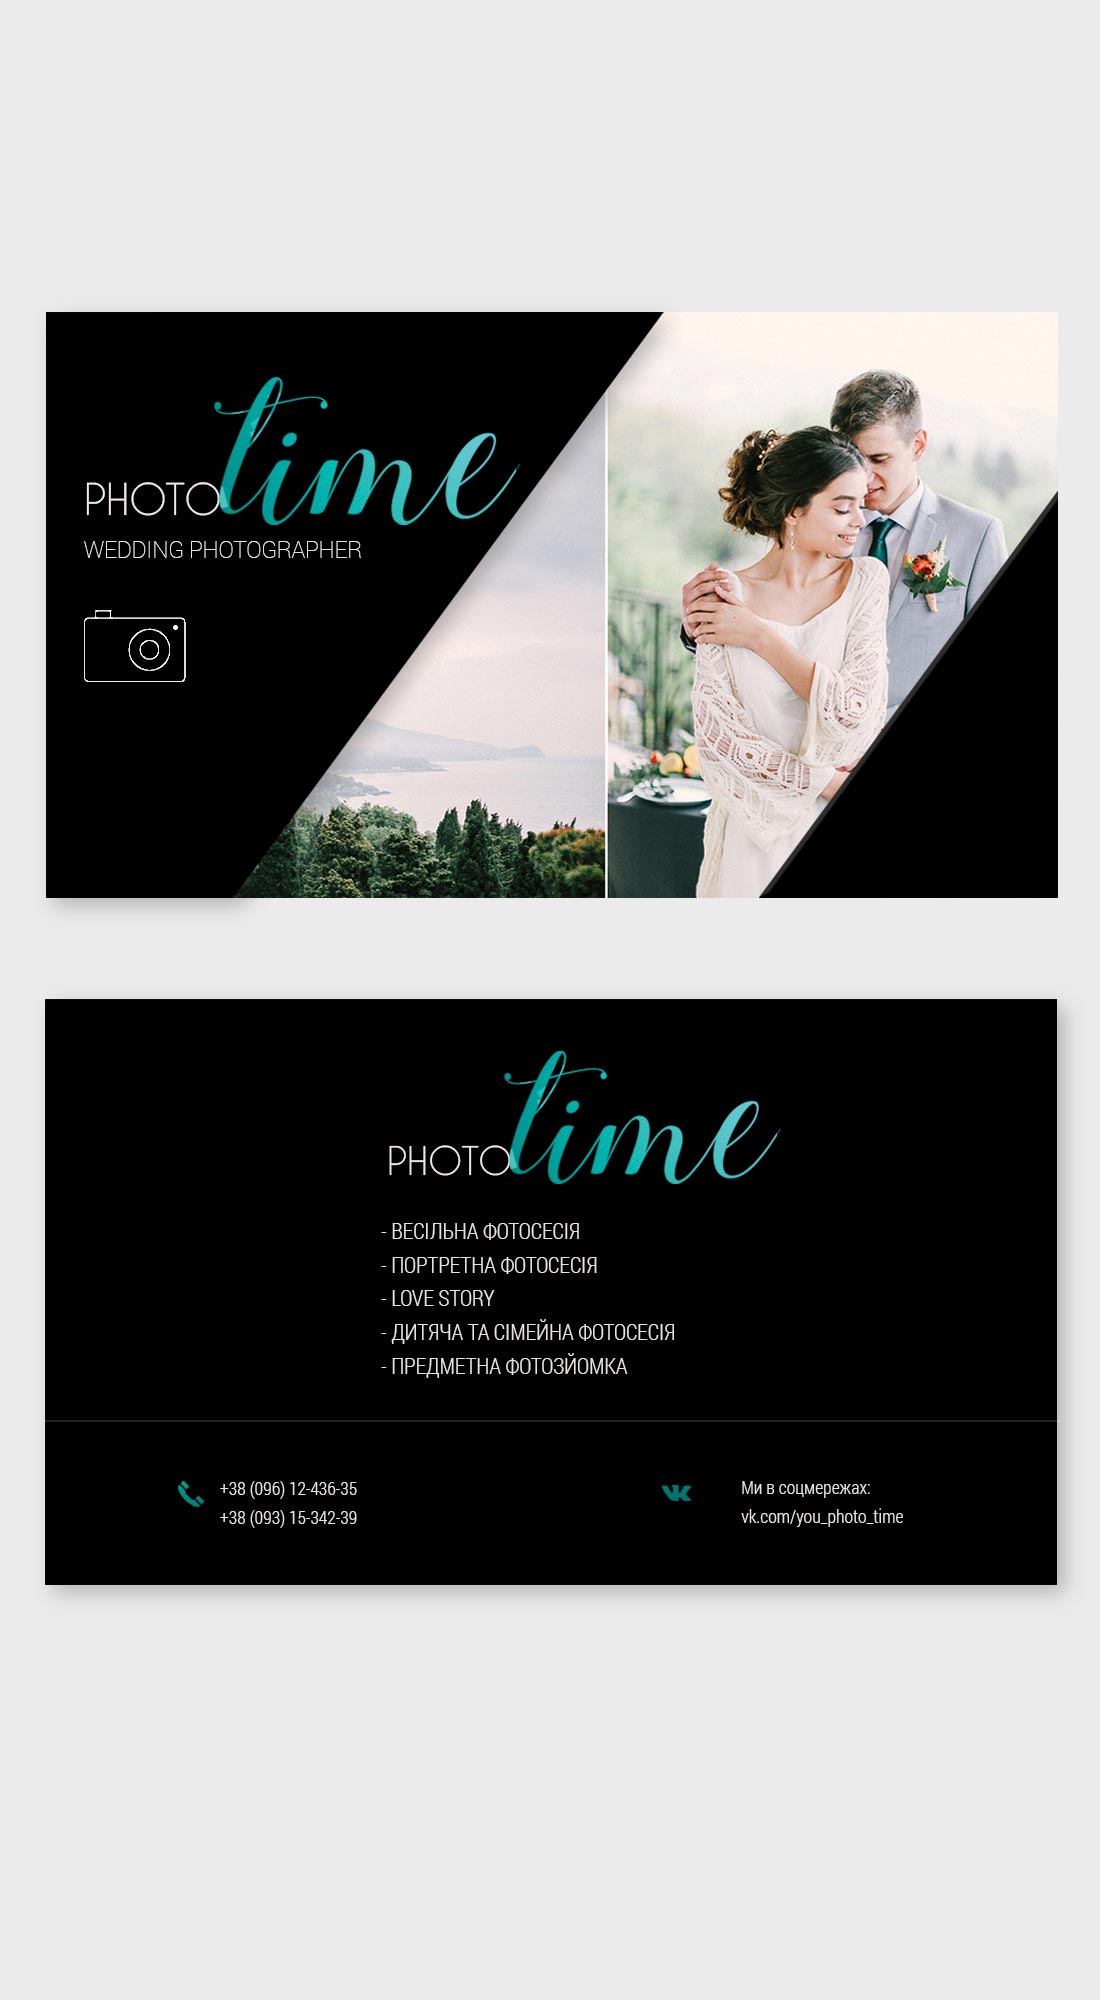 PHOTO time
WEDDING PHOTOGRAPHER
PHOTO time
- ВЕСІЛЬНА ФОТОСЕСІЯ
- ПОРТРЕТНА ФОТОСЕСІЯ
- LOVE STORY
- ДИТЯЧА ТА СІМЕЙНА ФОТОСЕСІЯ
- ПРЕДМЕТНА ФОТОЗЙОМКА
+38 (096) 12-436-35
+38 (093) 15-342-39
Ми в соцмережах:
vk.com/you_photo_time